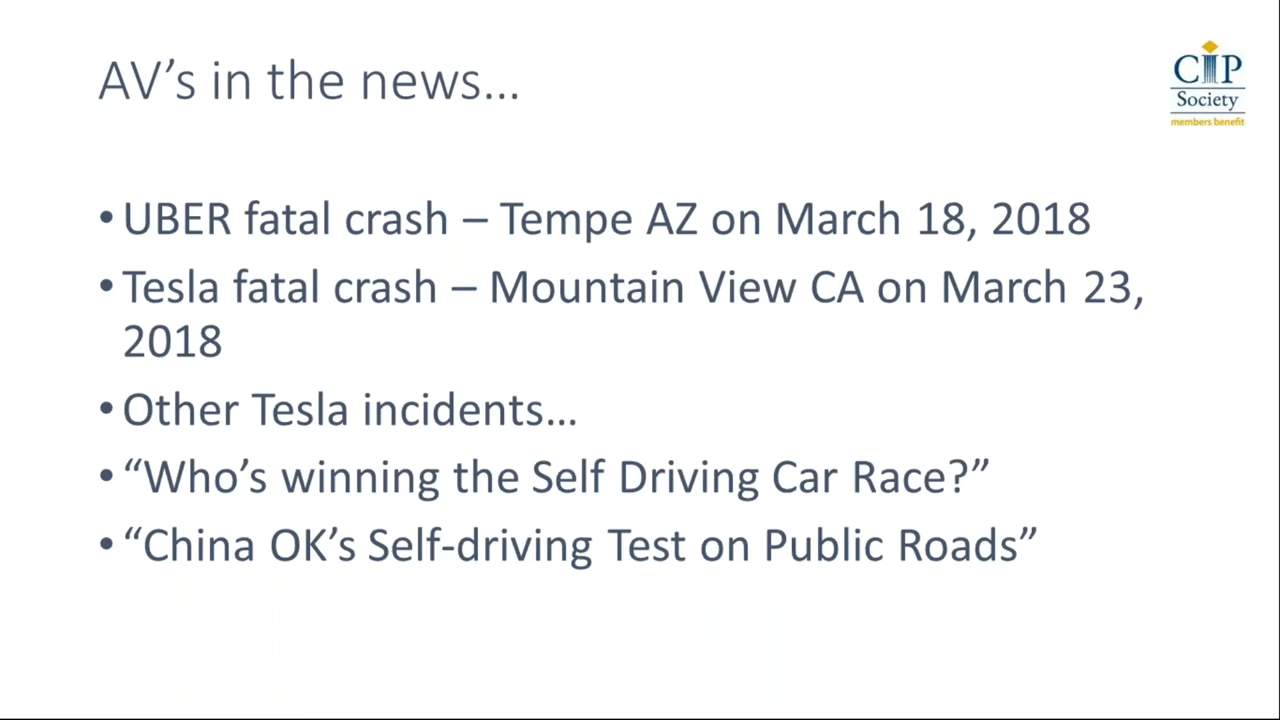 AV’s in the news...
CIP
Society
members benefit
• UBER fatal crash – Tempe AZ on March 18, 2018
• Tesla fatal crash – Mountain View CA on March 23,
2018
• Other Tesla incidents...
• “Who’s winning the Self Driving Car Race?”
• “China OK’s Self-driving Test on Public Roads”